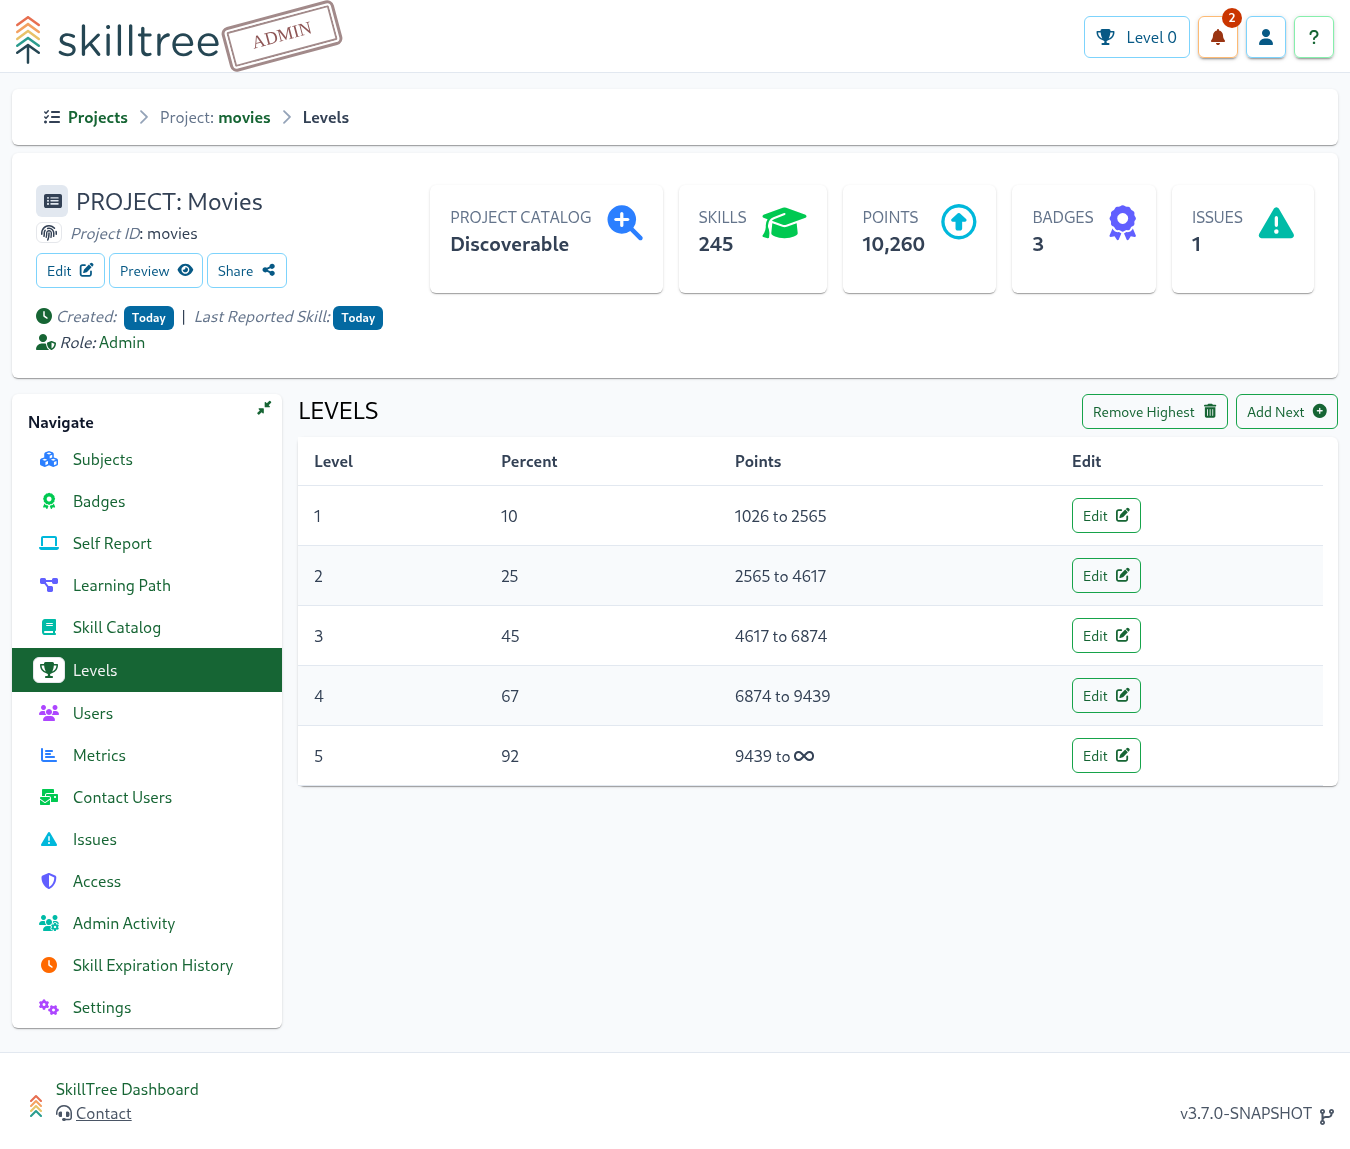 skilltree ADMIN Level 0 2 ?
Projects > Project: movies > Levels
PROJECT: Movies
Project ID: movies
Edit Preview Share
Created: Today | Last Reported Skill: Today
Role: Admin
PROJECT CATALOG
Discoverable
SKILLS
245
POINTS
10,260
BADGES
3
ISSUES
1
Navigate
Subjects
Badges
Self Report
Learning Path
Skill Catalog
Levels
Users
Metrics
Contact Users
Issues
Access
Admin Activity
Skill Expiration History
Settings
LEVELS Remove Highest Add Next
Level Percent Points Edit
1 10 1026 to 2565 Edit
2 25 2565 to 4617 Edit
3 45 4617 to 6874 Edit
4 67 6874 to 9439 Edit
5 92 9439 to ∞ Edit
SkillTree Dashboard
Contact
v3.7.0-SNAPSHOT